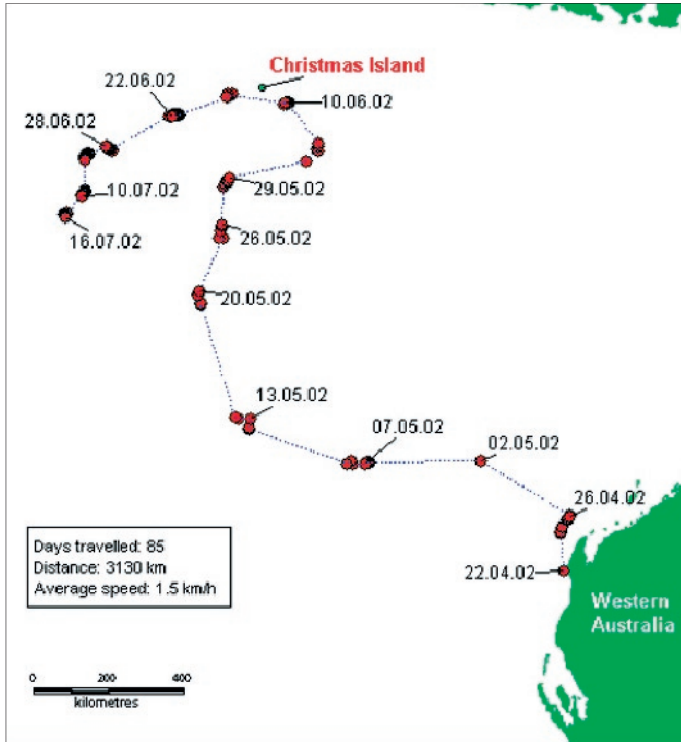 Christmas Island
22.06.02
10.06.02
28.06.02
29.05.02
10.07.02
16.07.02
26.05.02
20.05.02
13.05.02
07.05.02
02.05.02
26.04.02
Days travelled: 85
Distance: 3130 km
Average speed: 1.5 km/h
22.04.02
Western
Australia
0 200 400
kilometres